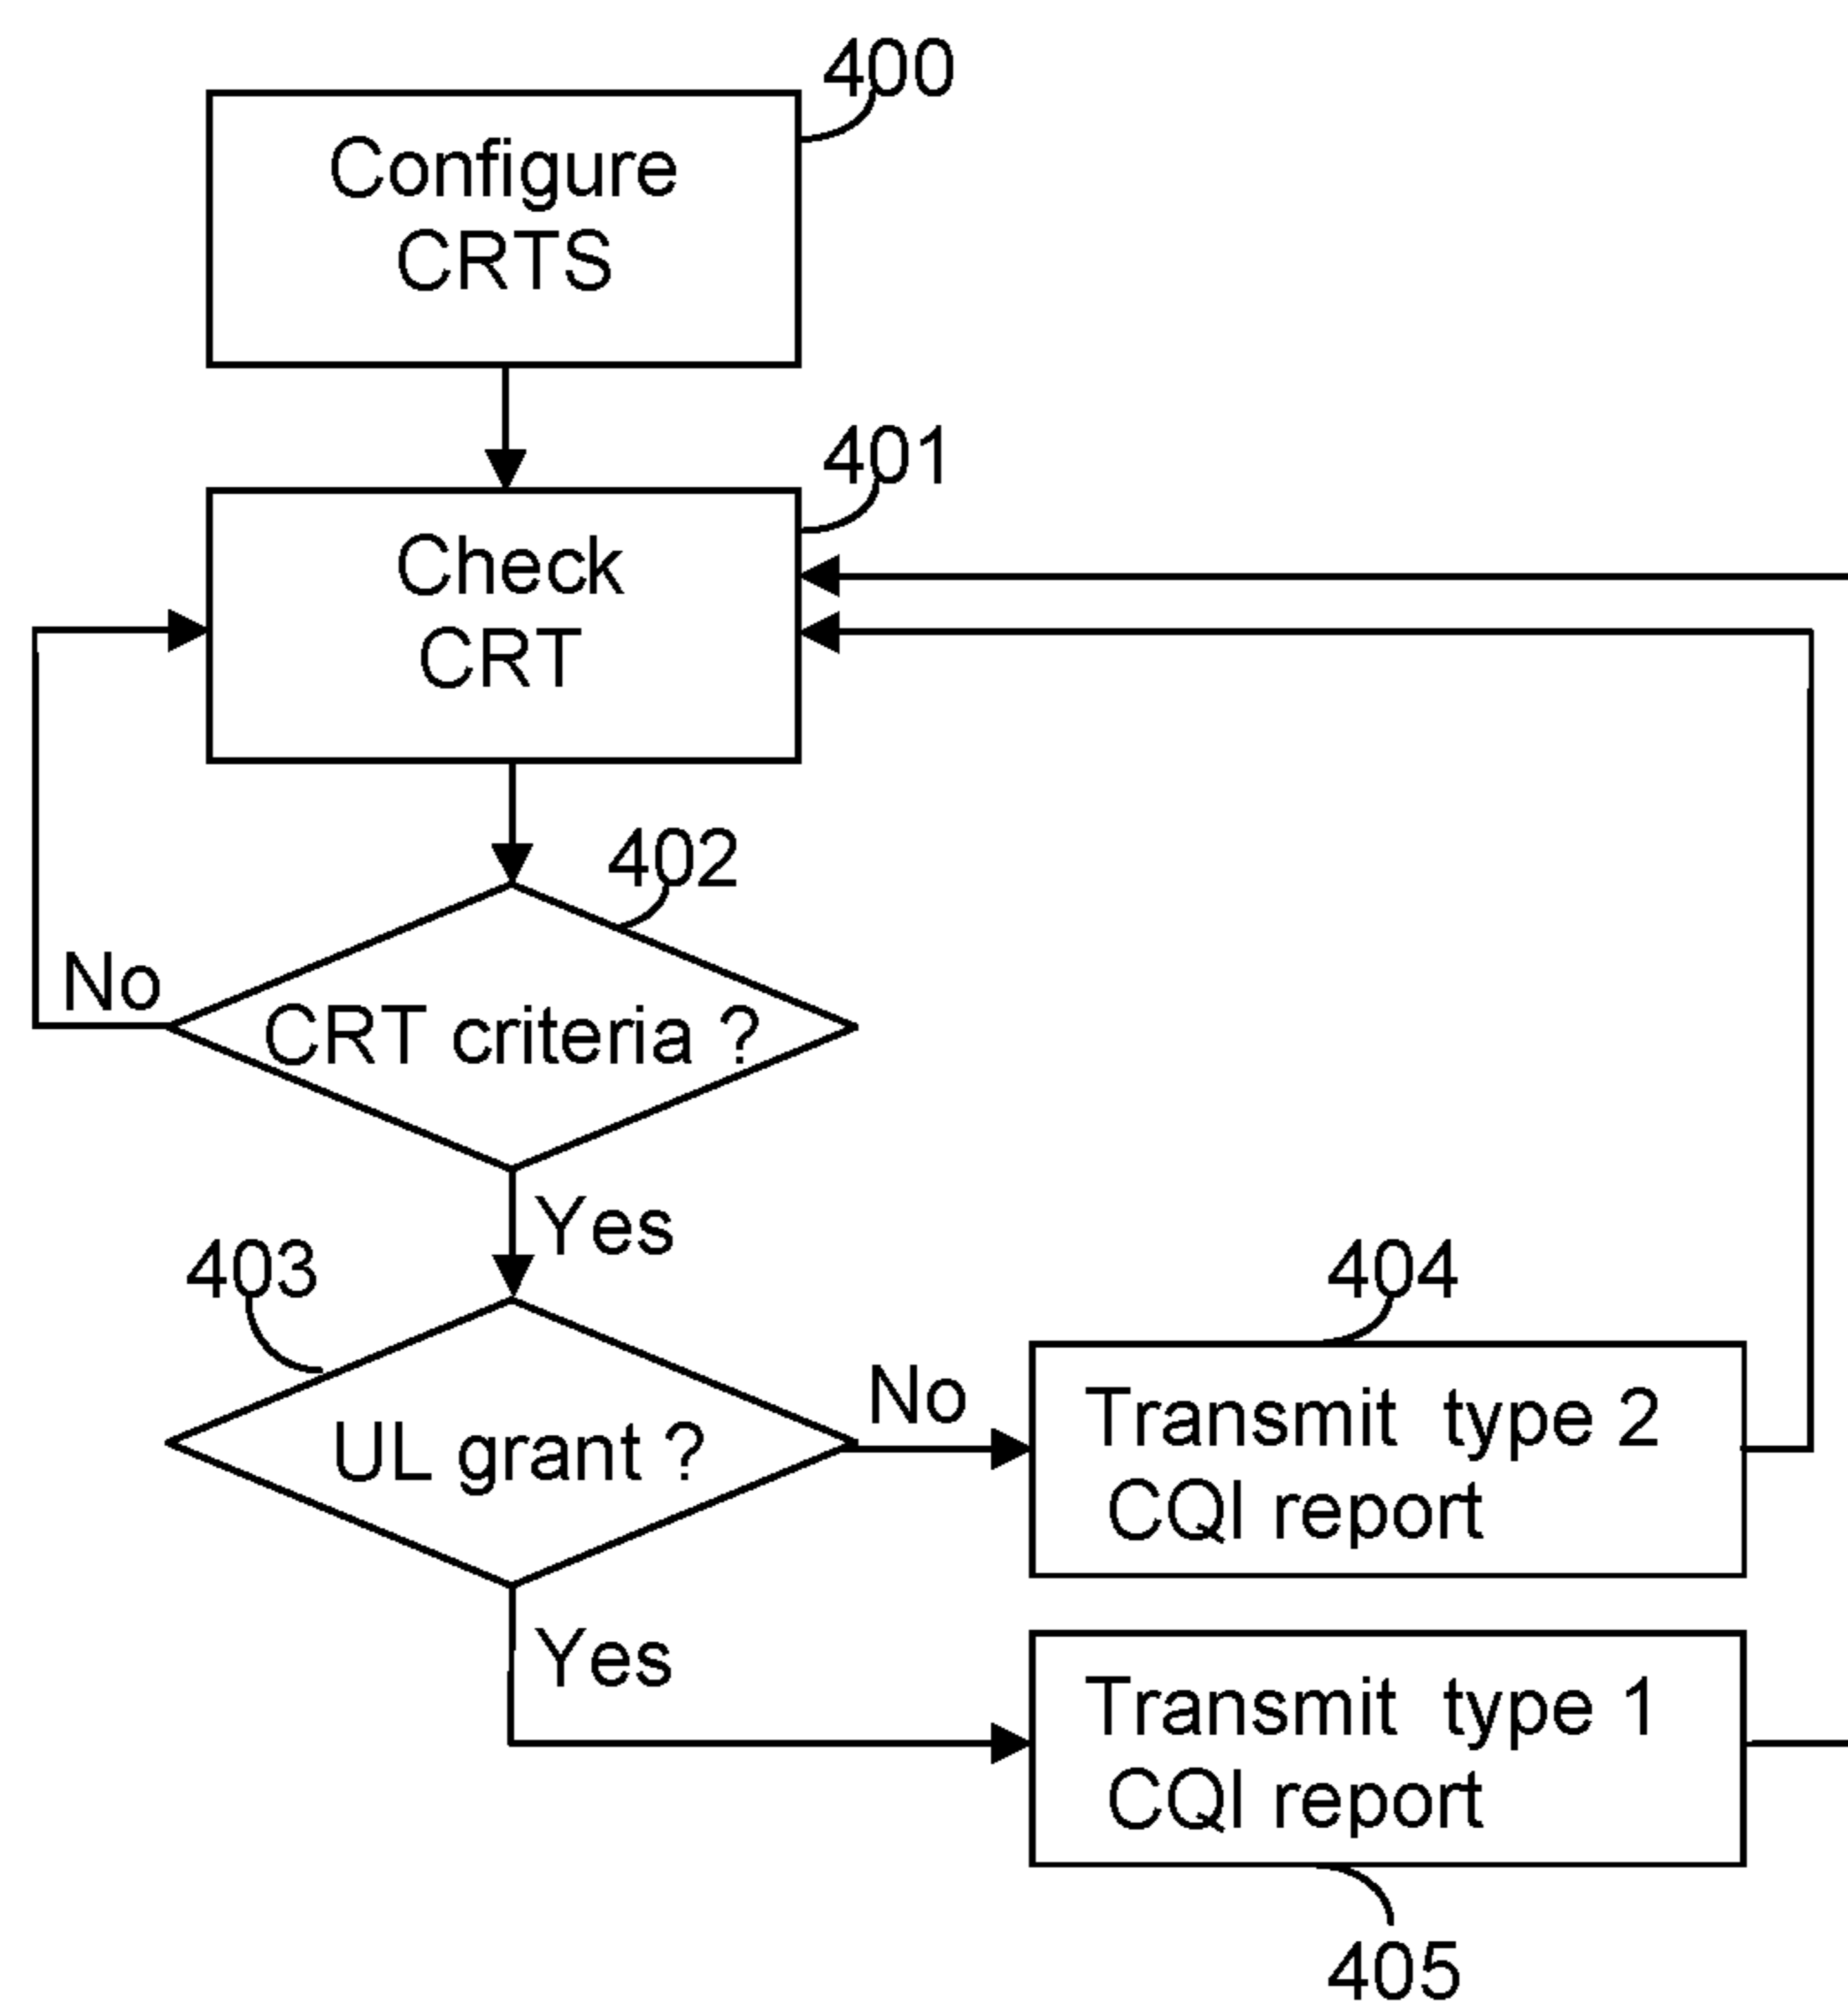 400
Configure
CRTS
401
Check
CRT
402
No
CRT criteria ?
Yes
403
404
UL grant ?
No
Transmit type 2
CQI report
Yes
Transmit type 1
CQI report
405